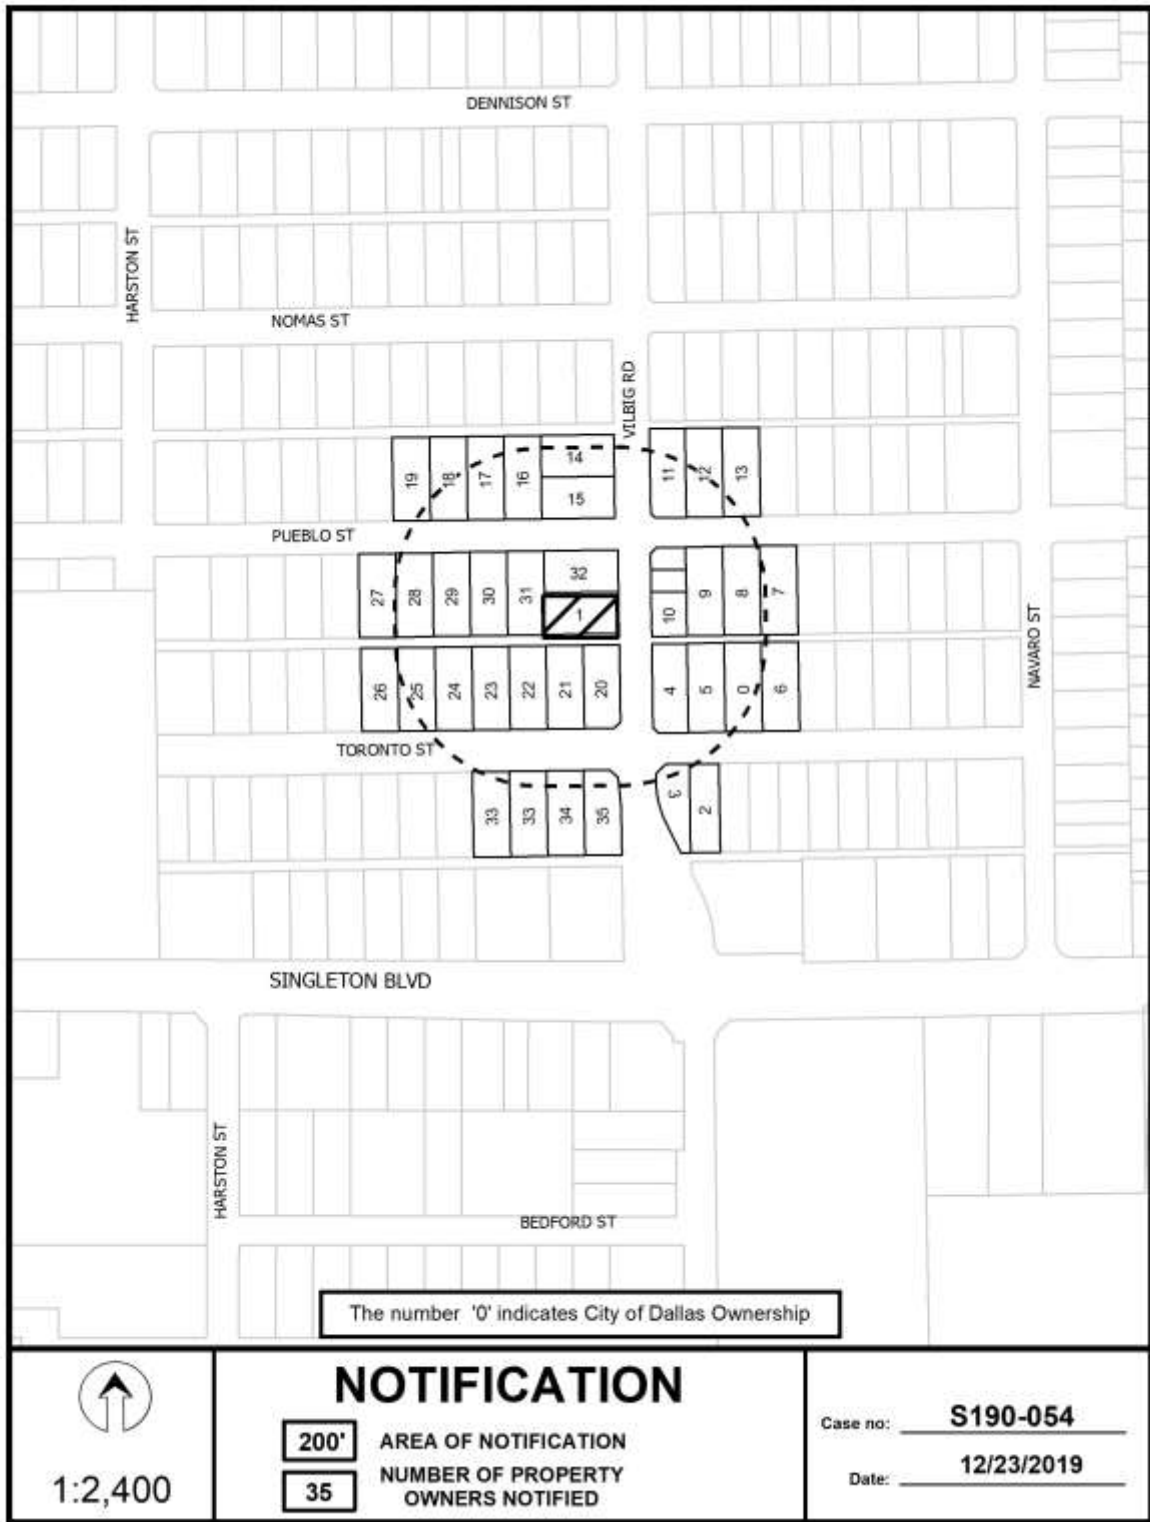 DENNISON ST
HARSTON ST
NOMAS ST
VILBIG RD
14
19
18
17
16
15
11
12
13
PUEBLO ST
32
27
28
29
30
31
1
10
9
8
7
NAVARO ST
26
25
24
23
22
21
20
4
5
0
6
TORONTO ST
33
33
34
35
3
2
SINGLETON BLVD
HARSTON ST
BEDFORD ST
The number '0' indicates City of Dallas Ownership
1:2,400
NOTIFICATION
200' AREA OF NOTIFICATION
35 NUMBER OF PROPERTY
OWNERS NOTIFIED
Case no: S190-054
Date: 12/23/2019